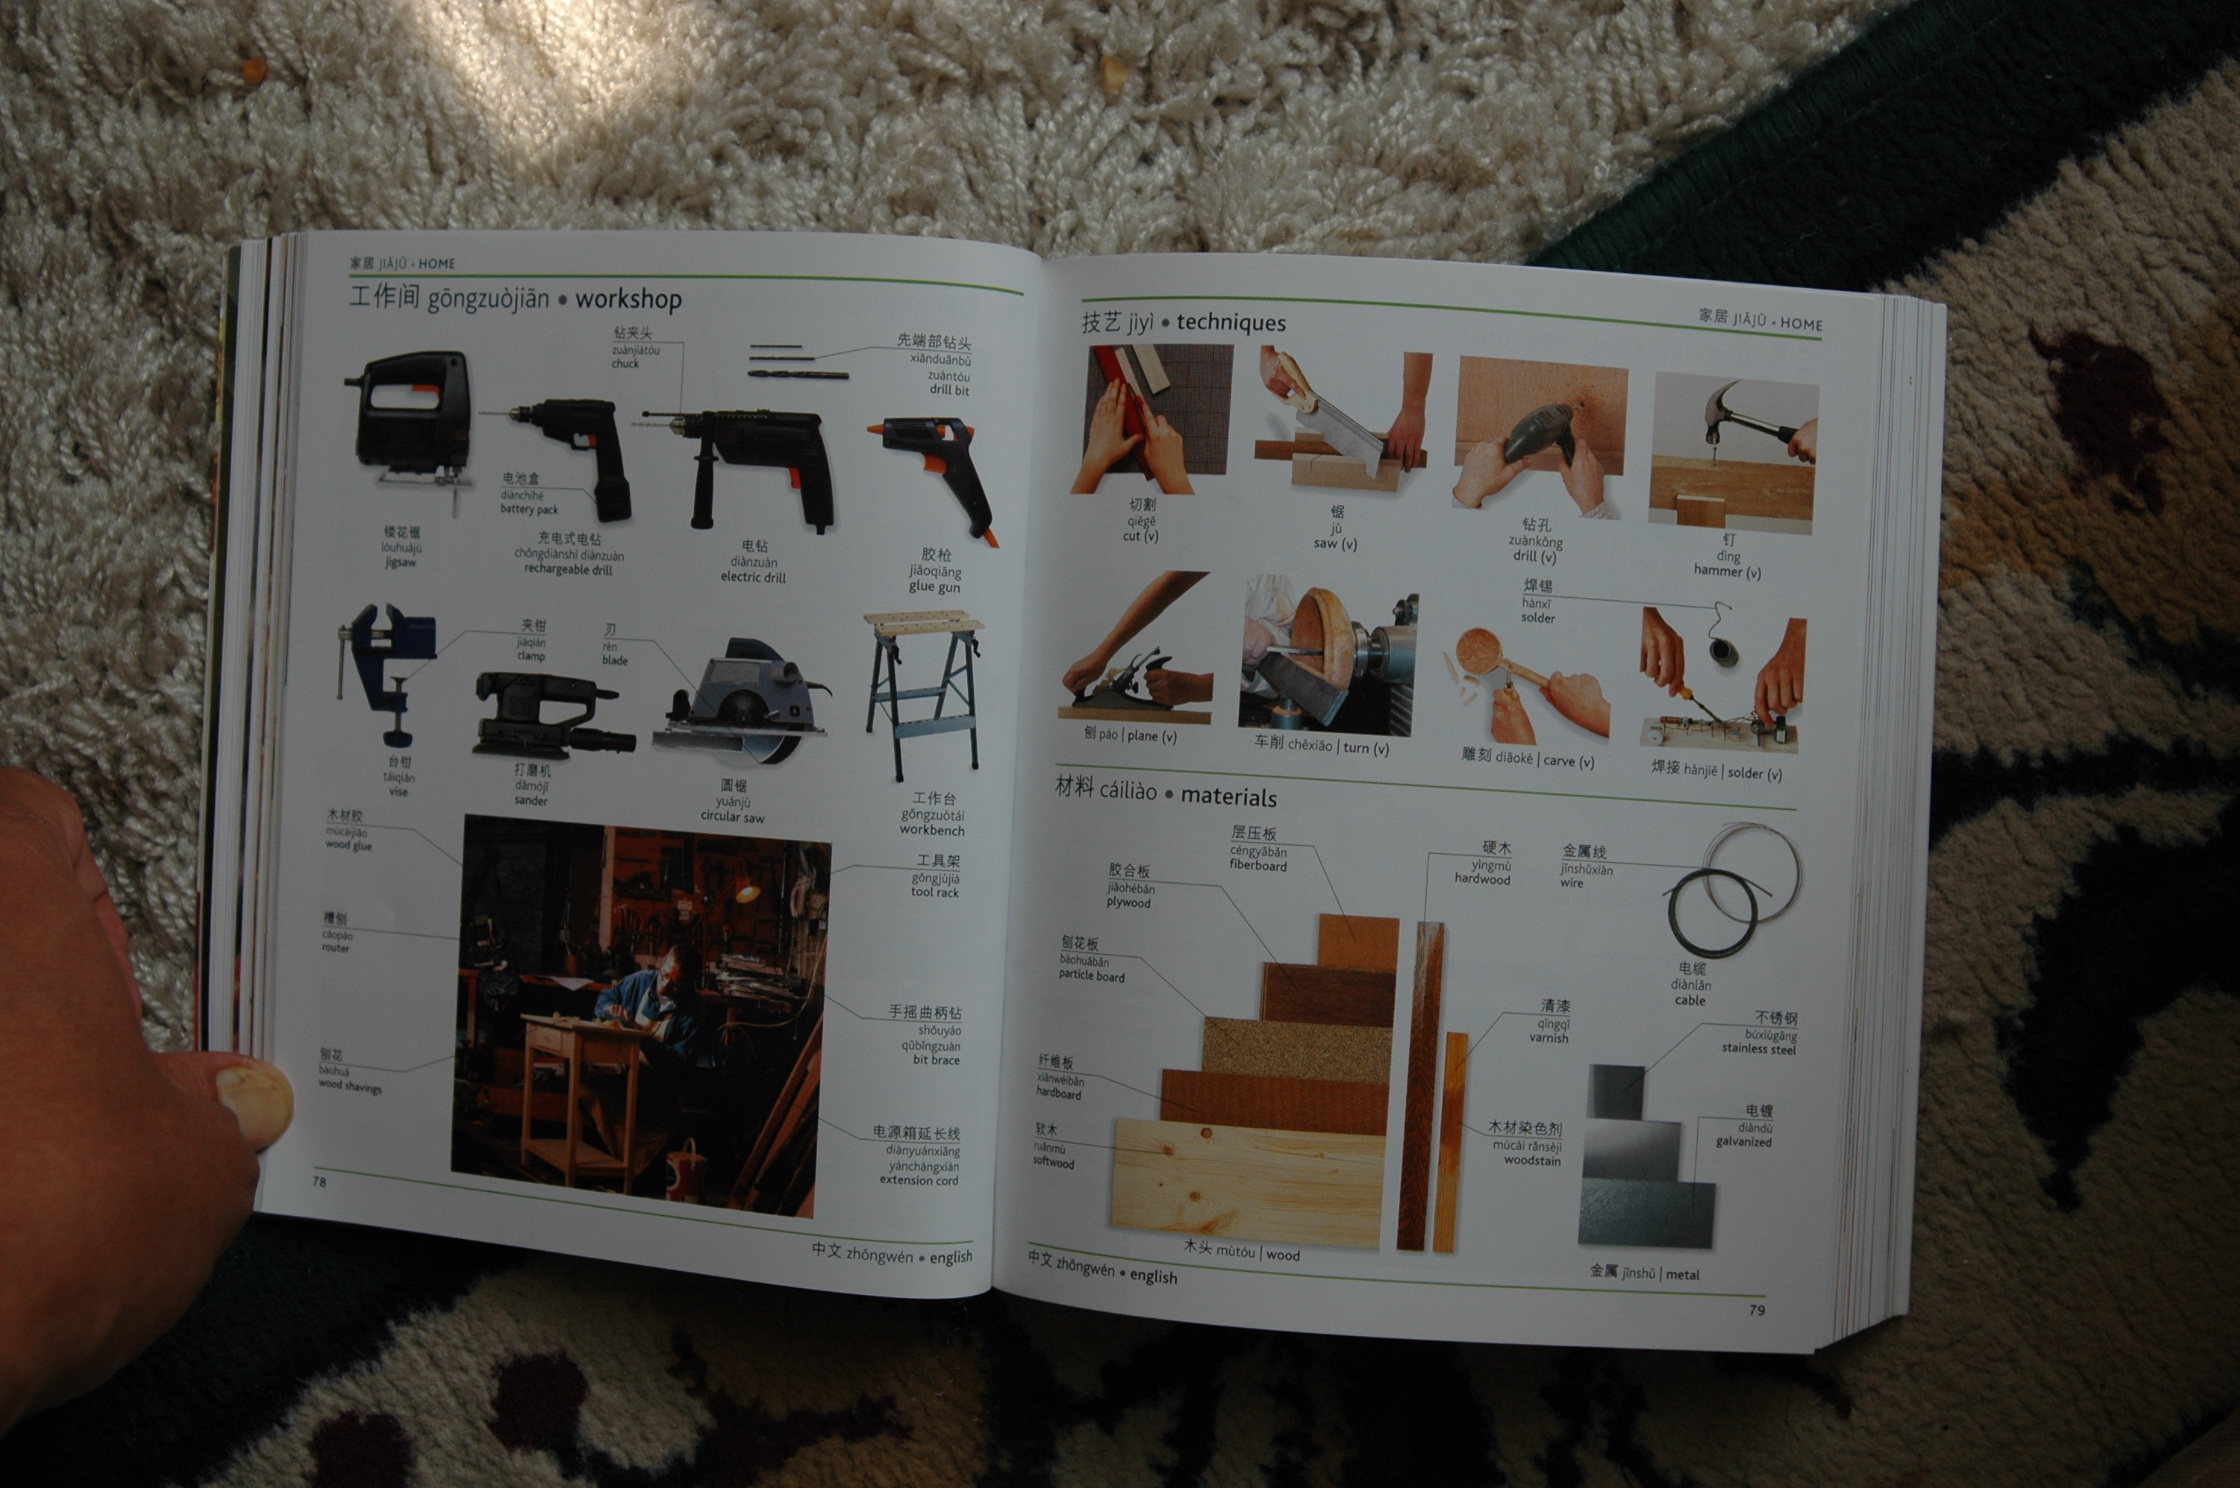 家居 JIĀJŪ • HOME
工作间 gōngzuòjiān • workshop
镂花锯
lòuhuājù
jigsaw
电池盒
diànchíhé
battery pack
充电式电钻
chōngdiànshì diànzuàn
rechargeable drill
钻夹头
zuànjiātóu
chuck
电钻
diànzuàn
electric drill
先端部钻头
xiānduānbù
zuàntóu
drill bit
胶枪
jiāoqiāng
glue gun
台钳
táiqián
vise
夹钳
jiāqián
clamp
打磨机
dǎmójī
sander
刃
rèn
blade
圆锯
yuánjù
circular saw
工作台
gōngzuòtái
workbench
木材胶
mùcáijiāo
wood glue
槽刨
cáopáo
router
刨花
bàohuā
wood shavings
工具架
gōngjùjià
tool rack
手摇曲柄钻
shǒuyáo
qūbǐngzuàn
bit brace
电源箱延长线
diànyuánxiāng
yánchángxiàn
extension cord
78
中文 zhōngwén • english
家居 JIĀJŪ • HOME
技艺 jìyì • techniques
切割
qiēgē
cut (v)
锯
jù
saw (v)
钻孔
zuànkǒng
drill (v)
钉
dìng
hammer (v)
刨 páo | plane (v)
车削 chēxiāo | turn (v)
雕刻 diāokè | carve (v)
焊锡
hànxī
solder
焊接 hànjiē | solder (v)
材料 cáiliào • materials
胶合板
jiāohébǎn
plywood
刨花板
bàohuābǎn
particle board
纤维板
xiānwéibǎn
hardboard
软木
ruǎnmù
softwood
层压板
céngyābǎn
fiberboard
木头 mùtóu | wood
硬木
yìngmù
hardwood
清漆
qīngqī
varnish
木材染色剂
mùcái rǎnsèjì
woodstain
金属线
jīnshǔxiàn
wire
电缆
diànlǎn
cable
不锈钢
búxiùgāng
stainless steel
电镀
diàndù
galvanized
金属 jīnshǔ | metal
中文 zhōngwén • english
79